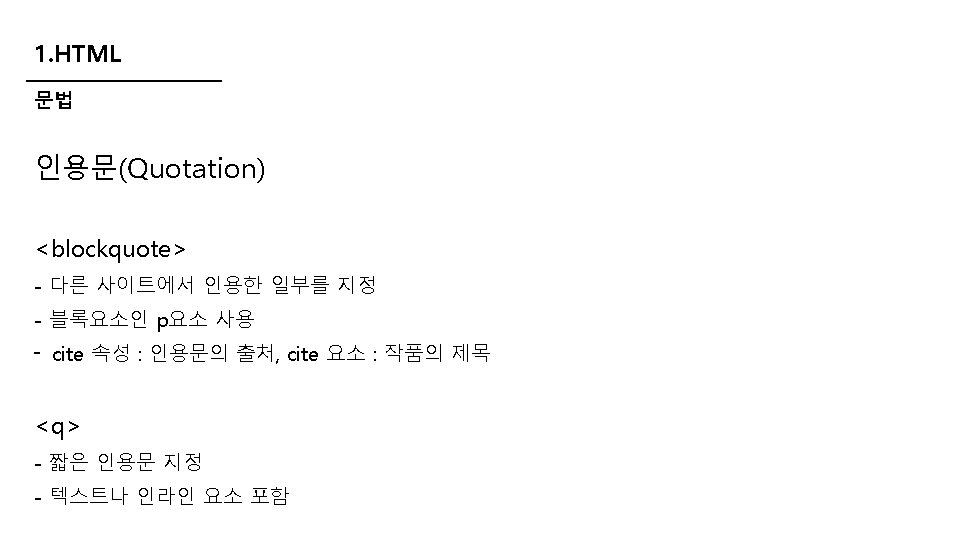 1.HTML
문법
인용문(Quotation)
<blockquote>
- 다른 사이트에서 인용한 일부를 지정
- 블록요소인 p요소 사용
- cite 속성 : 인용문의 출처, cite 요소 : 작품의 제목
<q>
- 짧은 인용문 지정
- 텍스트나 인라인 요소 포함